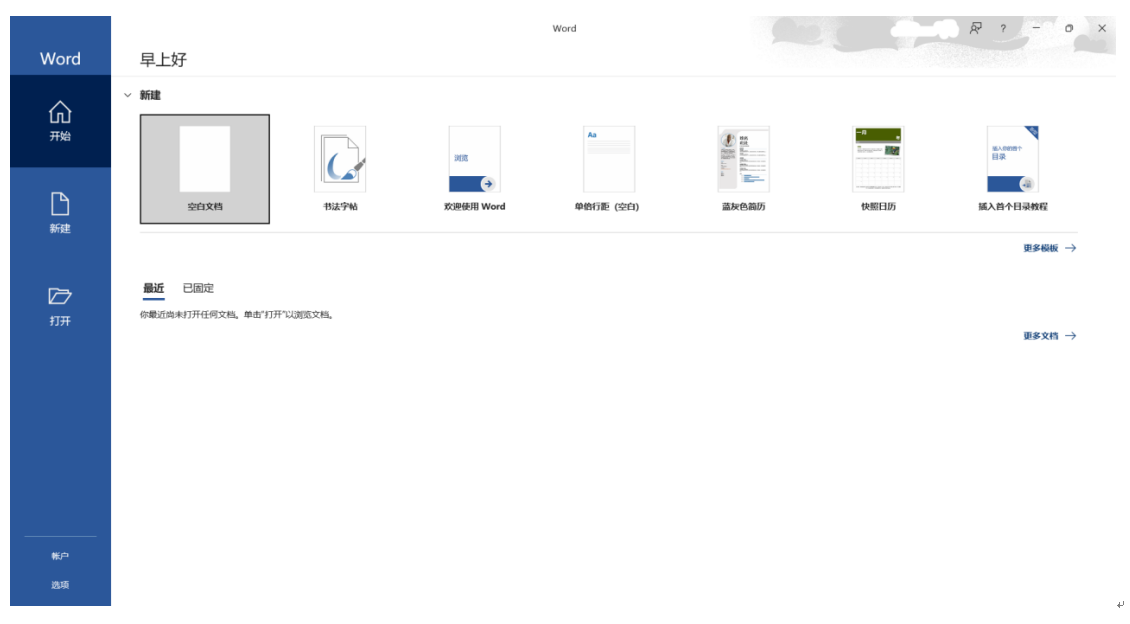 Word
?
Word
早上好
开始
新建
打开
帐户
选项
新建
空白文档
书法字帖
浏览
欢迎使用 Word
Aa
单倍行距 (空白)
蓝灰色简历
快照日历
插入你的首个
目录
插入首个目录教程
更多模板
最近
已固定
你最近尚未打开任何文档。单击"打开"以浏览文档。
更多文档